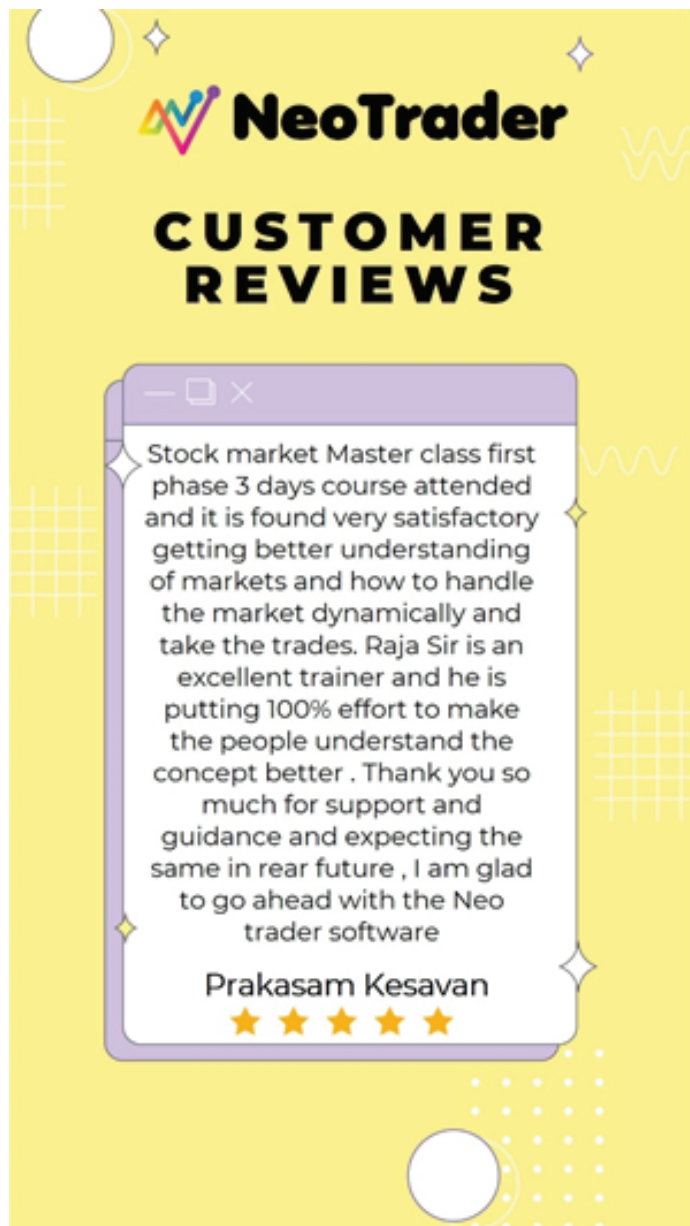 NeoTrader
CUSTOMER
REVIEWS
Stock market Master class first
phase 3 days course attended
and it is found very satisfactory
getting better understanding
of markets and how to handle
the market dynamically and
take the trades. Raja Sir is an
excellent trainer and he is
putting 100% effort to make
the people understand the
concept better . Thank you so
much for support and
guidance and expecting the
same in rear future , I am glad
to go ahead with the Neo
trader software
Prakasam Kesavan